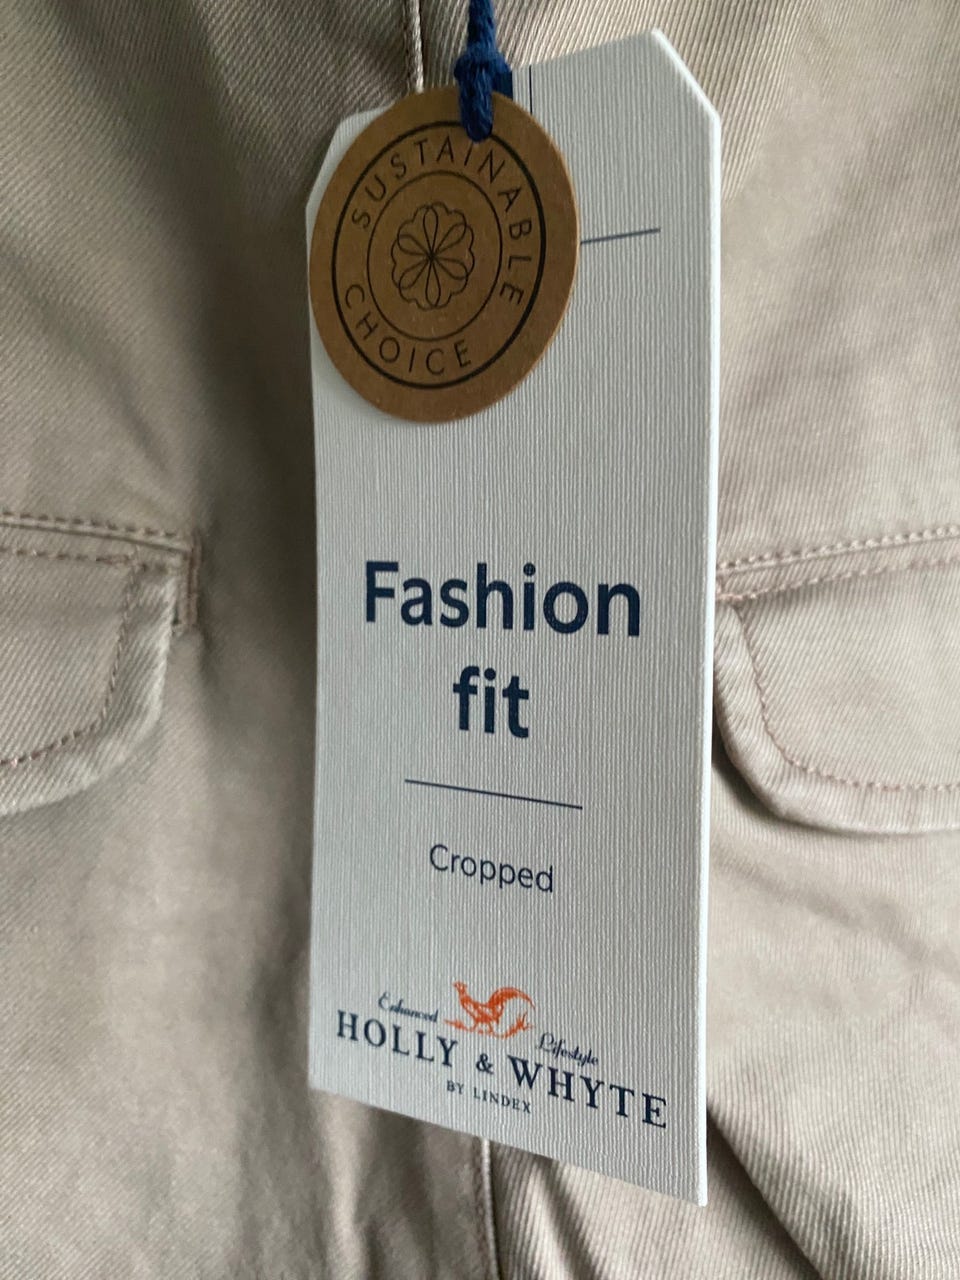 SUSTAINABLE
CHOICE
Fashion
fit
Cropped
Enhanced Lifestyle
HOLLY & WHYTE
BY LINDEX